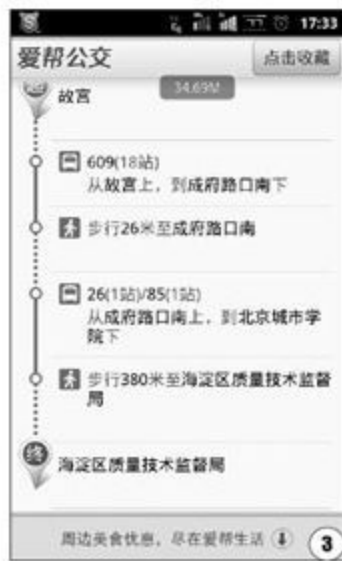 17:33
爱帮公交
点击收藏
34.69M
故宫
609(18站)
从故宫上，到成府路口南下
步行26米至成府路口南
26(1站)/85(1站)
从成府路口南上，到北京城市学
院下
步行380米至海淀区质量技术监督
局
终
海淀区质量技术监督局
周边美食优惠，尽在爱帮生活
3